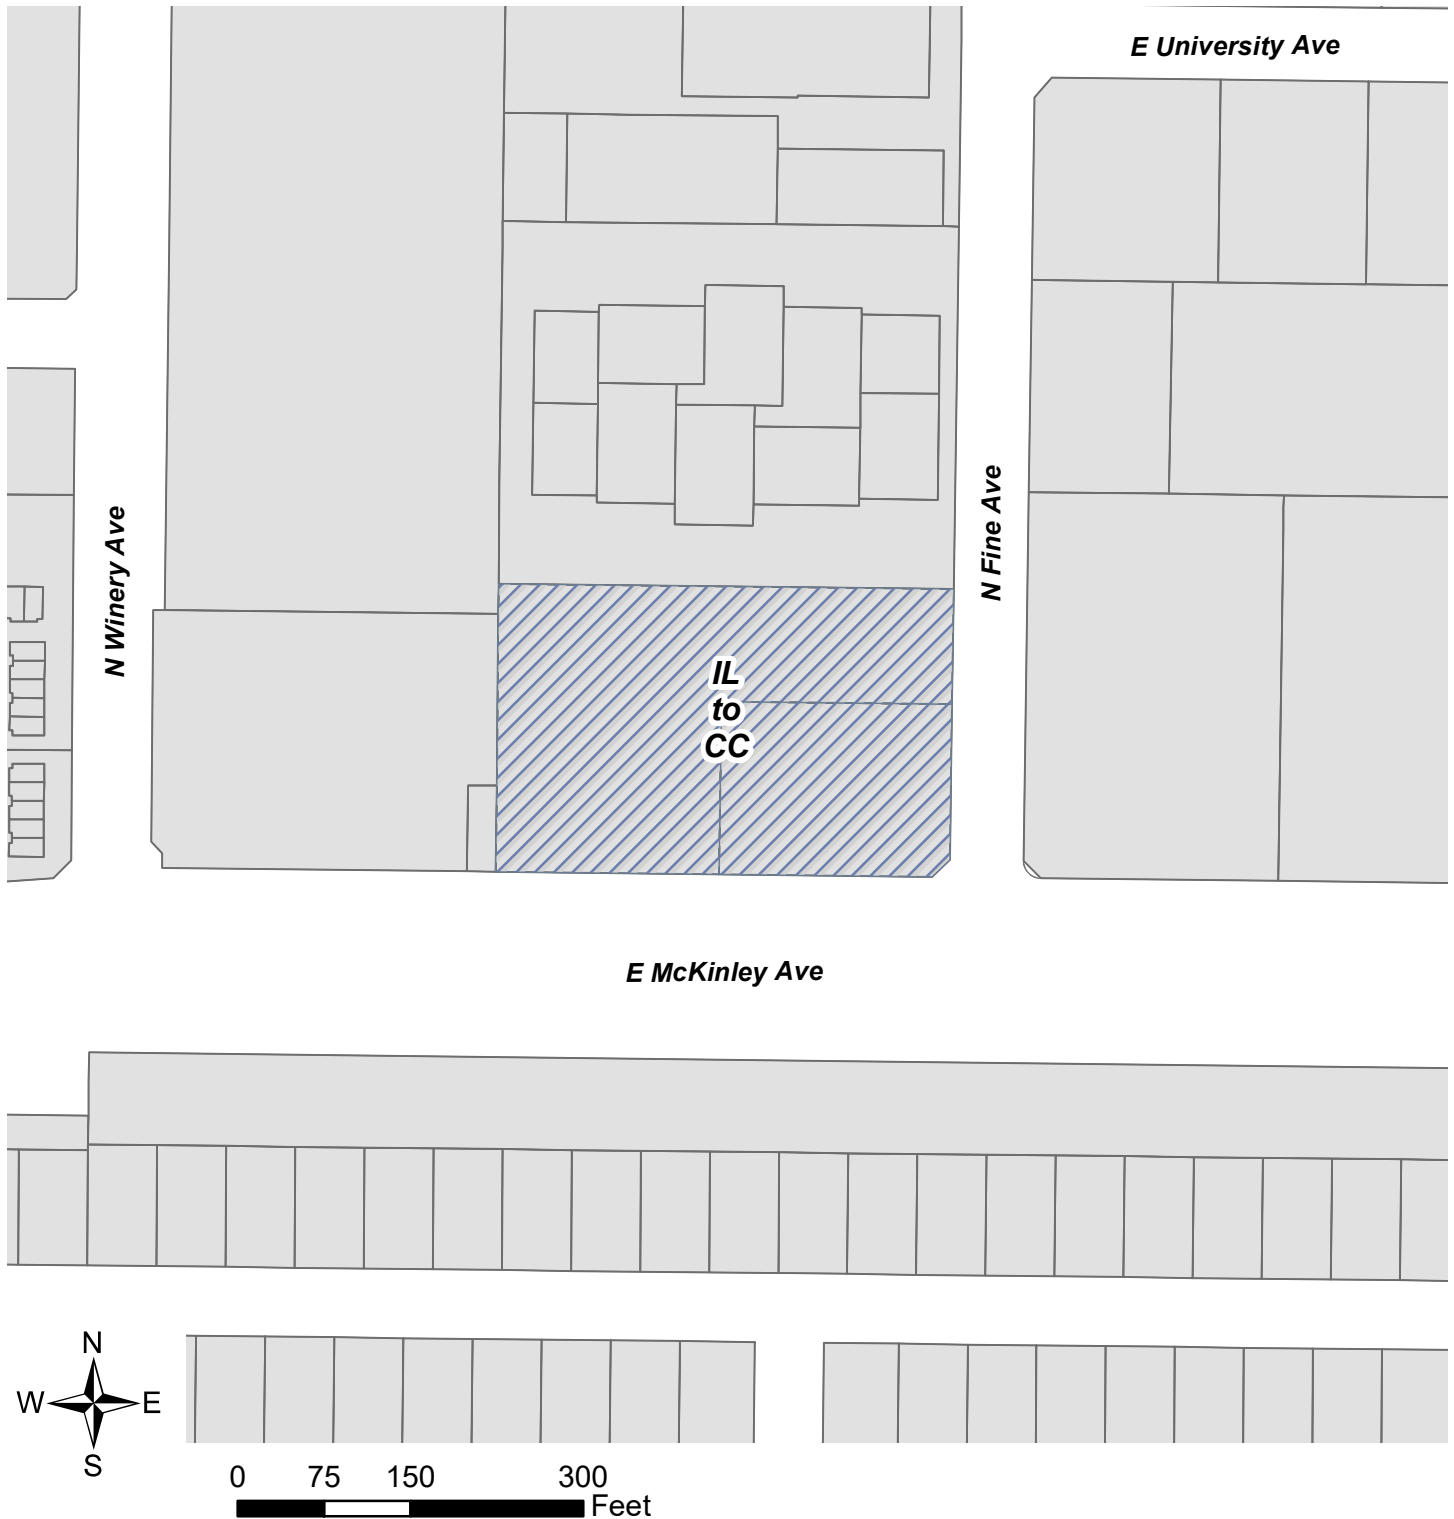 E University Ave
N Winery Ave
N Fine Ave
IL
to
CC
E McKinley Ave
N
W E
S
0 75 150 300
Feet